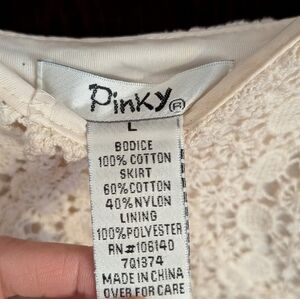 Pinky®
L
BODICE
100% COTTON
SKIRT
60%COTTON
40%NYLON
LINING
100%POLYESTER
RN#106140
7Q1374
MADE IN CHINA
OVER FOR CARE